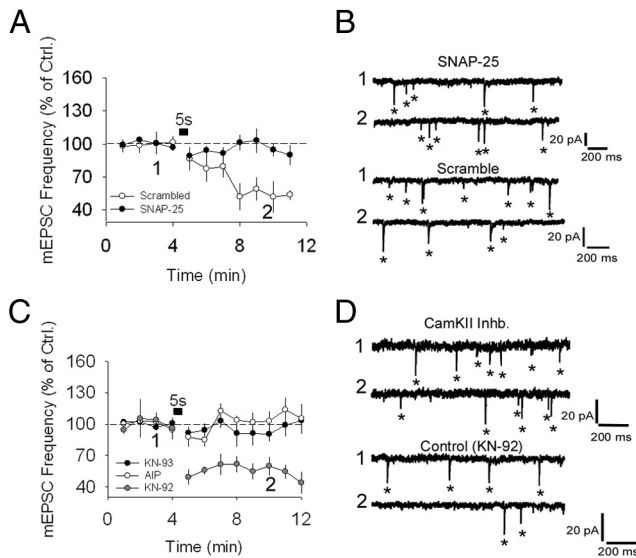 A
mEPSC Frequency (% of Ctrl.)
160
130
100
70
40
5s
1
2
Scrambled
SNAP-25
0 4 8 12
Time (min)
B
SNAP-25
1
* * * * *
2
* * * * * *
20 pA
200 ms
Scramble
1
* * * * * * *
2
* * * * *
20 pA
200 ms
C
mEPSC Frequency (% of Ctrl.)
160
130
100
70
40
5s
1
2
KN-93
AIP
KN-92
0 4 8 12
Time (min)
D
CamKII Inhb.
1
* * * * * * *
2
* * * * * *
20 pA
200 ms
Control (KN-92)
1
* * * *
2
* *
20 pA
200 ms